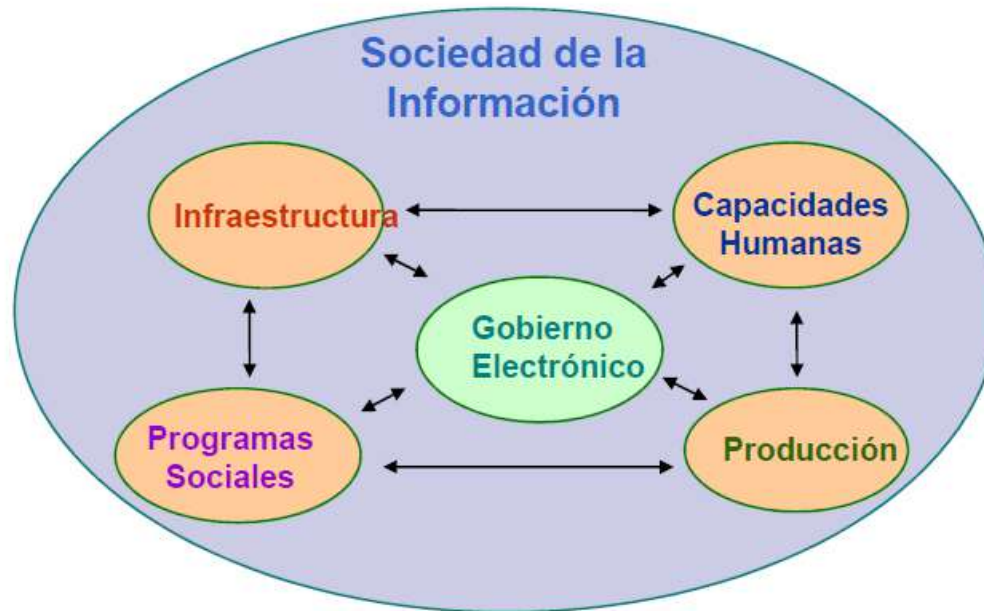 Sociedad de la
Información
Infraestructura
Capacidades
Humanas
Gobierno
Electrónico
Programas
Sociales
Producción